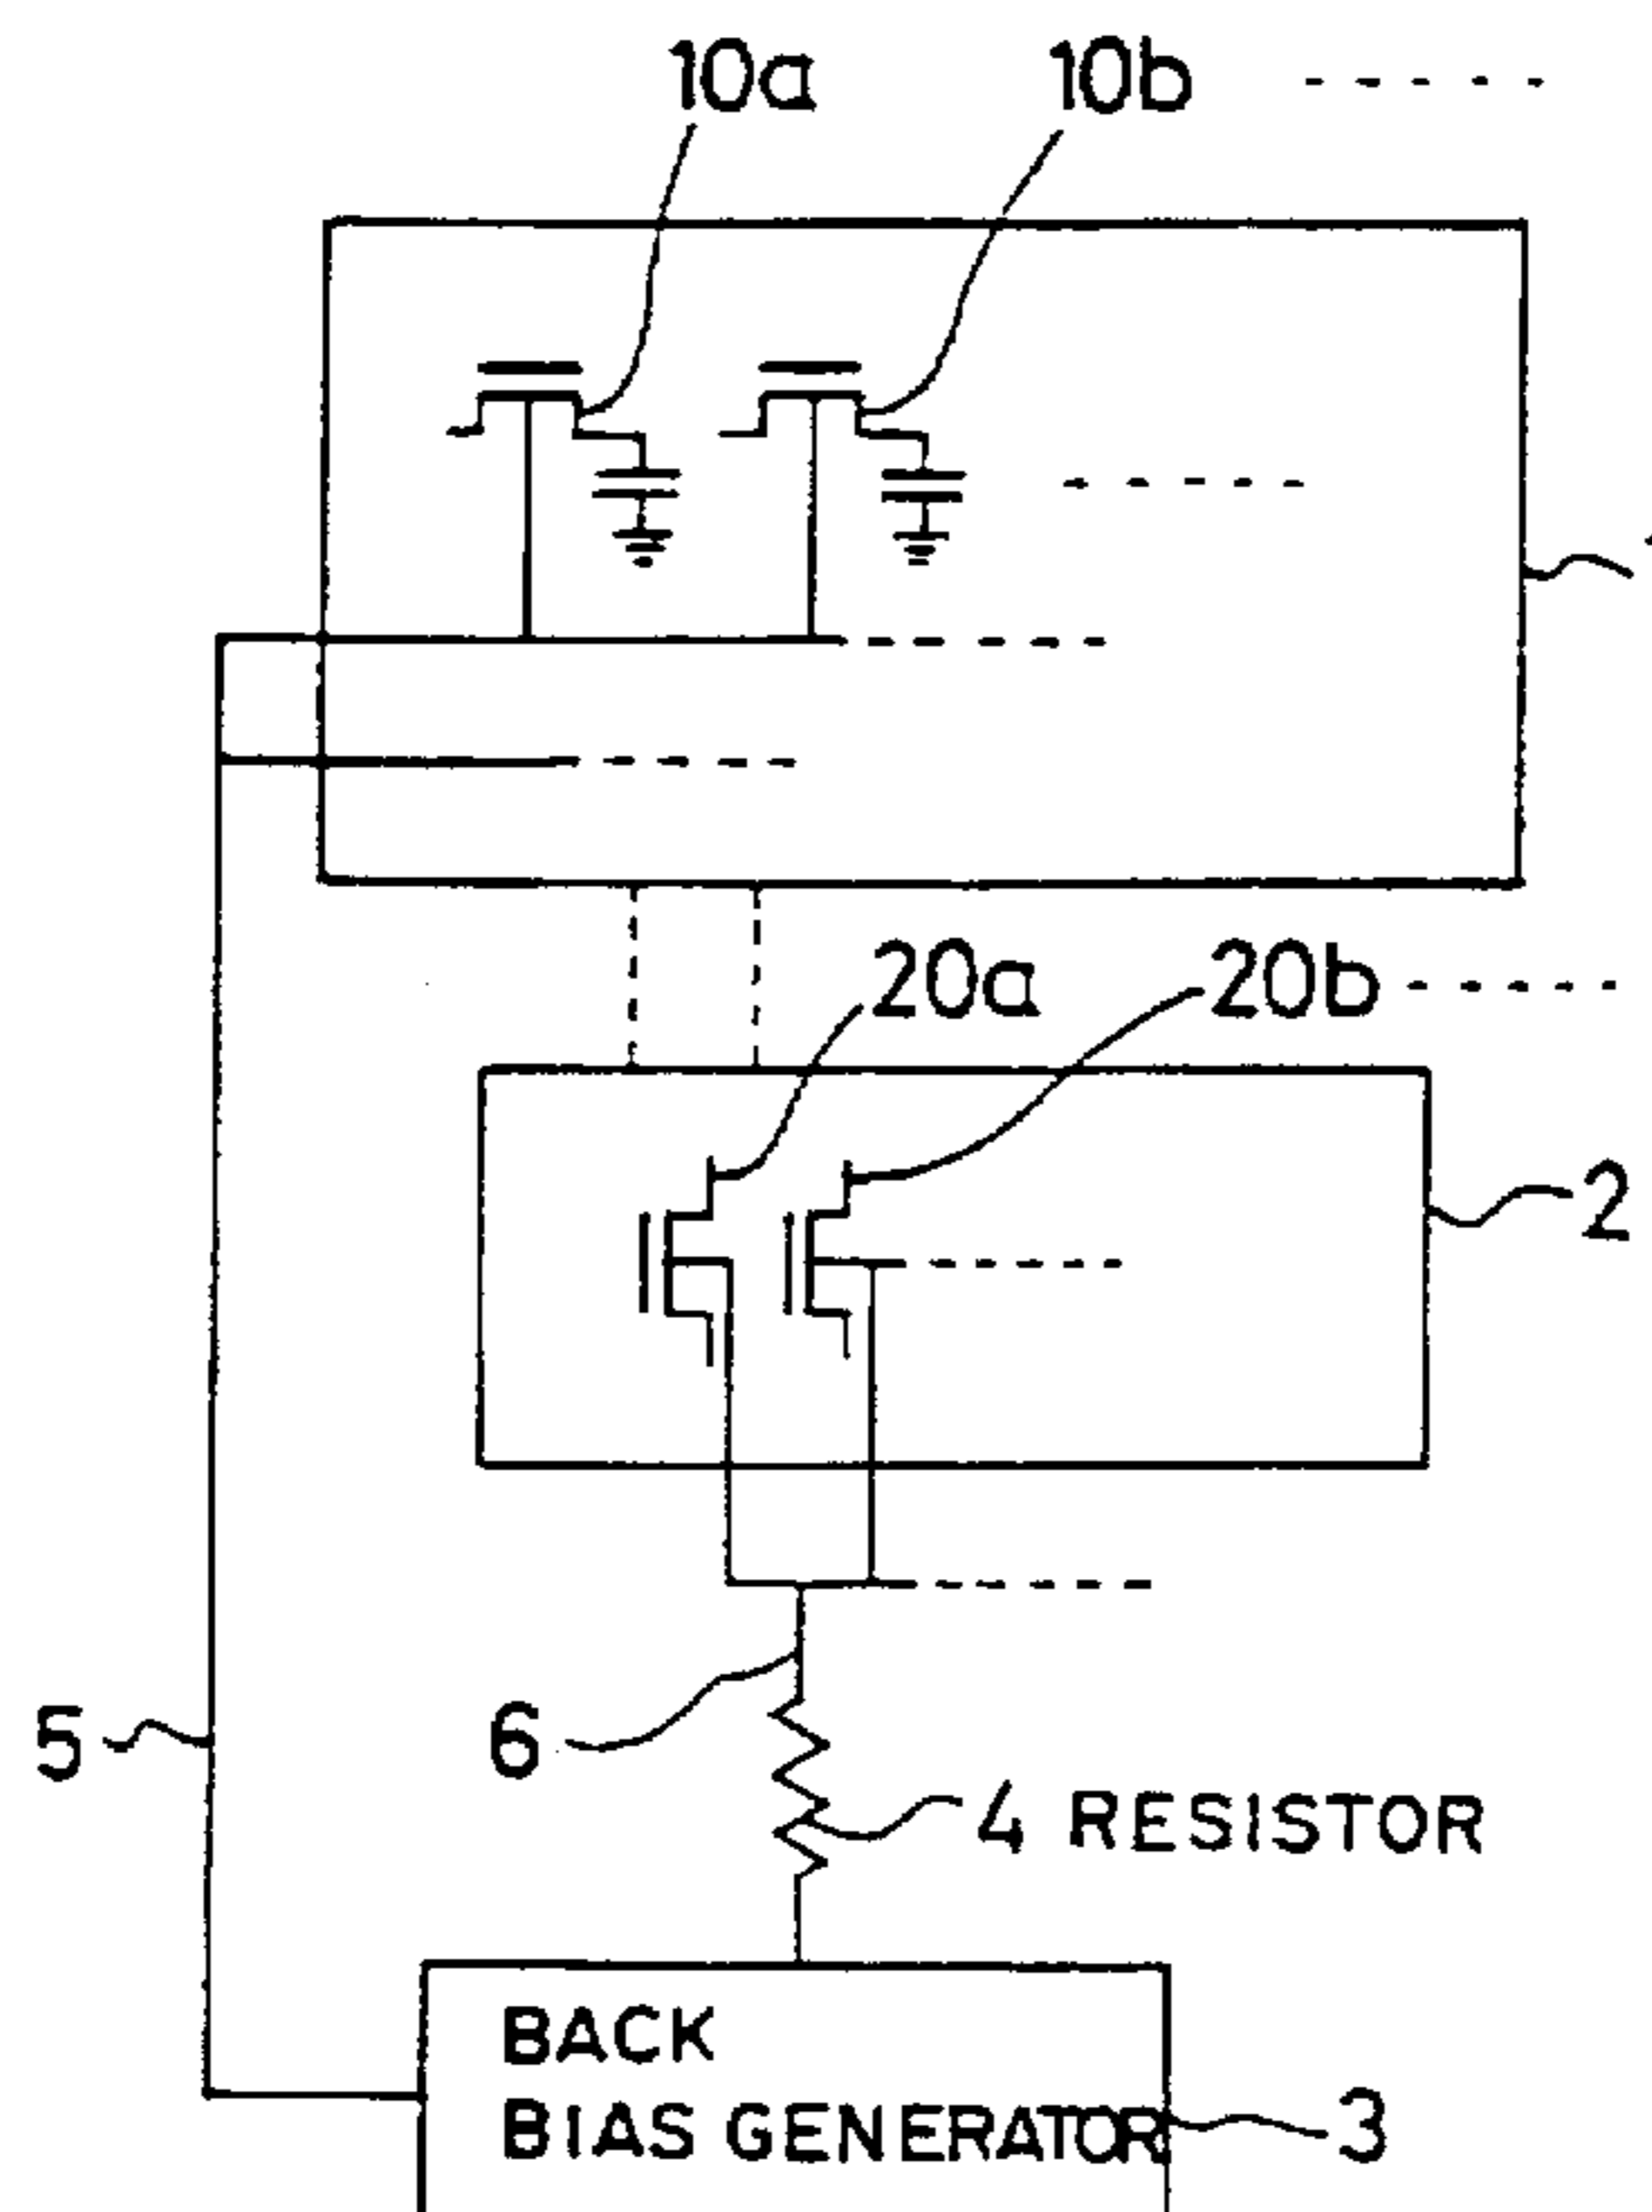 10a 10b
20a 20b
2
5
6
4 RESISTOR
BACK
BIAS GENERATOR
3